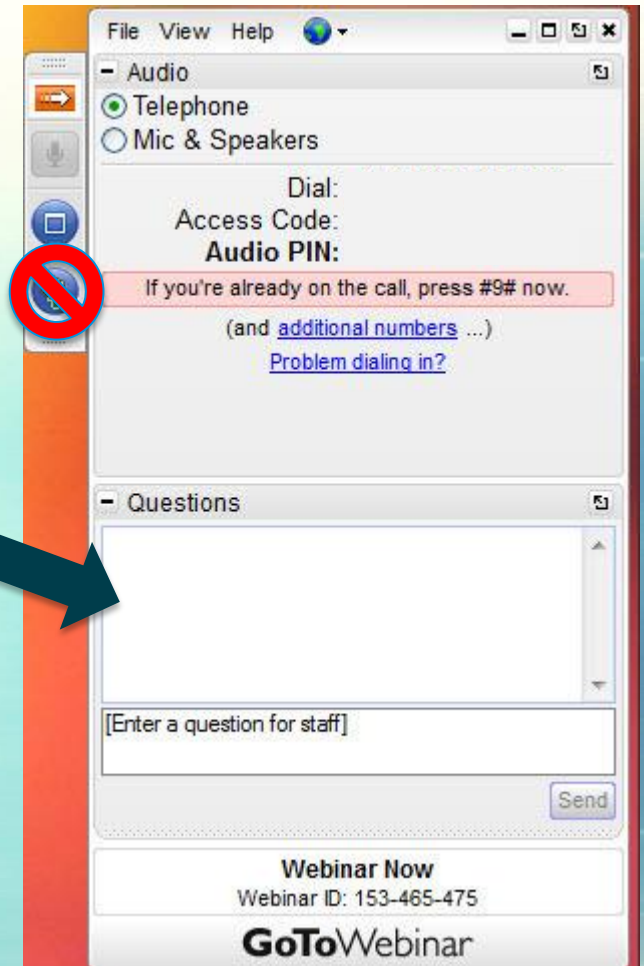 File View Help
Audio
Telephone
Mic & Speakers
Dial:
Access Code:
Audio PIN:
If you're already on the call, press #9# now.
(and additional numbers ...)
Problem dialing in?
Questions
[Enter a question for staff]
Send
Webinar Now
Webinar ID: 153-465-475
GoToWebinar